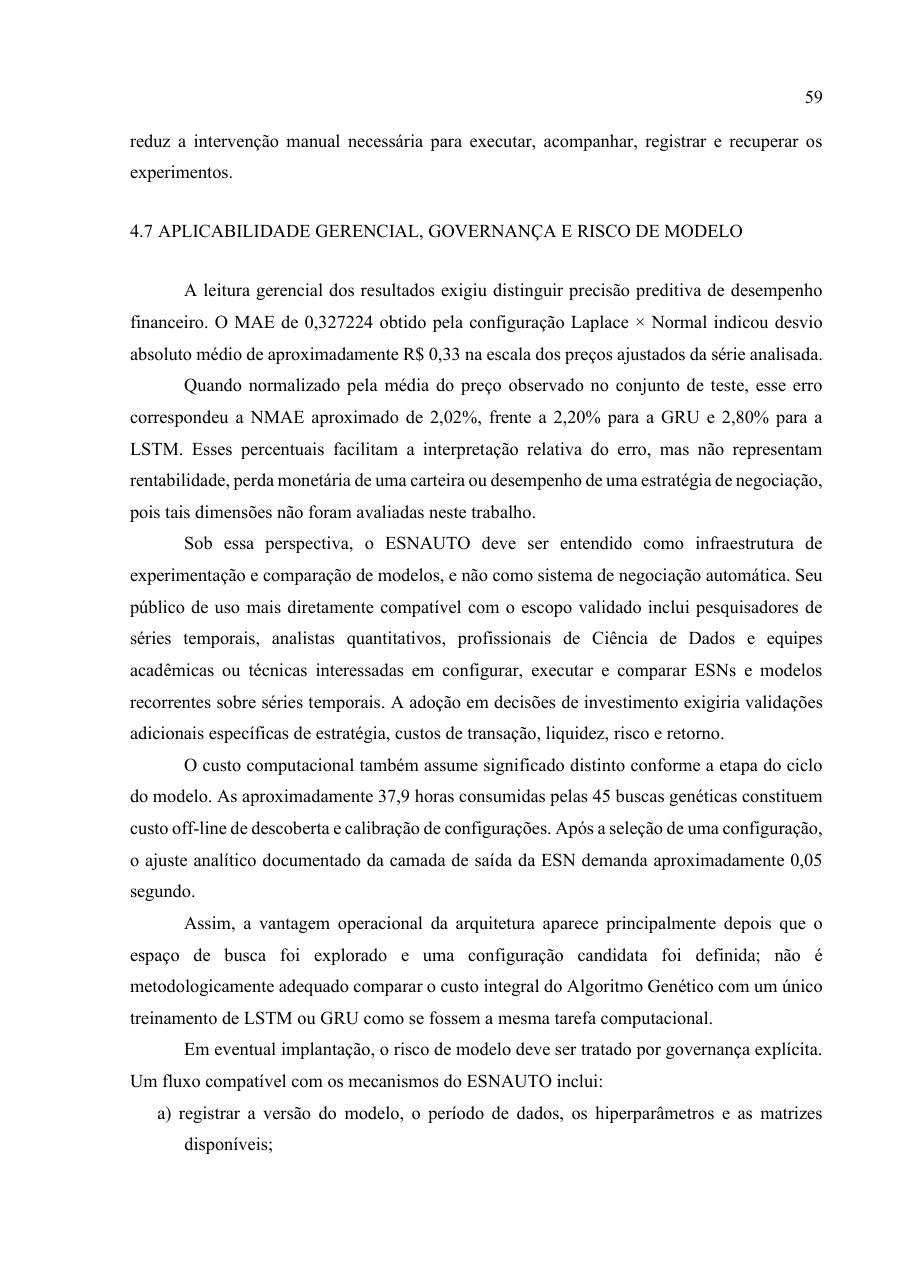 59
reduz a intervenção manual necessária para executar, acompanhar, registrar e recuperar os
experimentos.
4.7 APLICABILIDADE GERENCIAL, GOVERNANÇA E RISCO DE MODELO
A leitura gerencial dos resultados exigiu distinguir precisão preditiva de desempenho
financeiro. O MAE de 0,327224 obtido pela configuração Laplace × Normal indicou desvio
absoluto médio de aproximadamente R$ 0,33 na escala dos preços ajustados da série analisada.
Quando normalizado pela média do preço observado no conjunto de teste, esse erro
correspondeu a NMAE aproximado de 2,02%, frente a 2,20% para a GRU e 2,80% para a
LSTM. Esses percentuais facilitam a interpretação relativa do erro, mas não representam
rentabilidade, perda monetária de uma carteira ou desempenho de uma estratégia de negociação,
pois tais dimensões não foram avaliadas neste trabalho.
Sob essa perspectiva, o ESNAUTO deve ser entendido como infraestrutura de
experimentação e comparação de modelos, e não como sistema de negociação automática. Seu
público de uso mais diretamente compatível com o escopo validado inclui pesquisadores de
séries temporais, analistas quantitativos, profissionais de Ciência de Dados e equipes
acadêmicas ou técnicas interessadas em configurar, executar e comparar ESNs e modelos
recorrentes sobre séries temporais. A adoção em decisões de investimento exigiria validações
adicionais específicas de estratégia, custos de transação, liquidez, risco e retorno.
O custo computacional também assume significado distinto conforme a etapa do ciclo
do modelo. As aproximadamente 37,9 horas consumidas pelas 45 buscas genéticas constituem
custo off-line de descoberta e calibração de configurações. Após a seleção de uma configuração,
o ajuste analítico documentado da camada de saída da ESN demanda aproximadamente 0,05
segundo.
Assim, a vantagem operacional da arquitetura aparece principalmente depois que o
espaço de busca foi explorado e uma configuração candidata foi definida; não é
metodologicamente adequado comparar o custo integral do Algoritmo Genético com um único
treinamento de LSTM ou GRU como se fossem a mesma tarefa computacional.
Em eventual implantação, o risco de modelo deve ser tratado por governança explícita.
Um fluxo compatível com os mecanismos do ESNAUTO inclui:
a) registrar a versão do modelo, o período de dados, os hiperparâmetros e as matrizes
disponíveis;